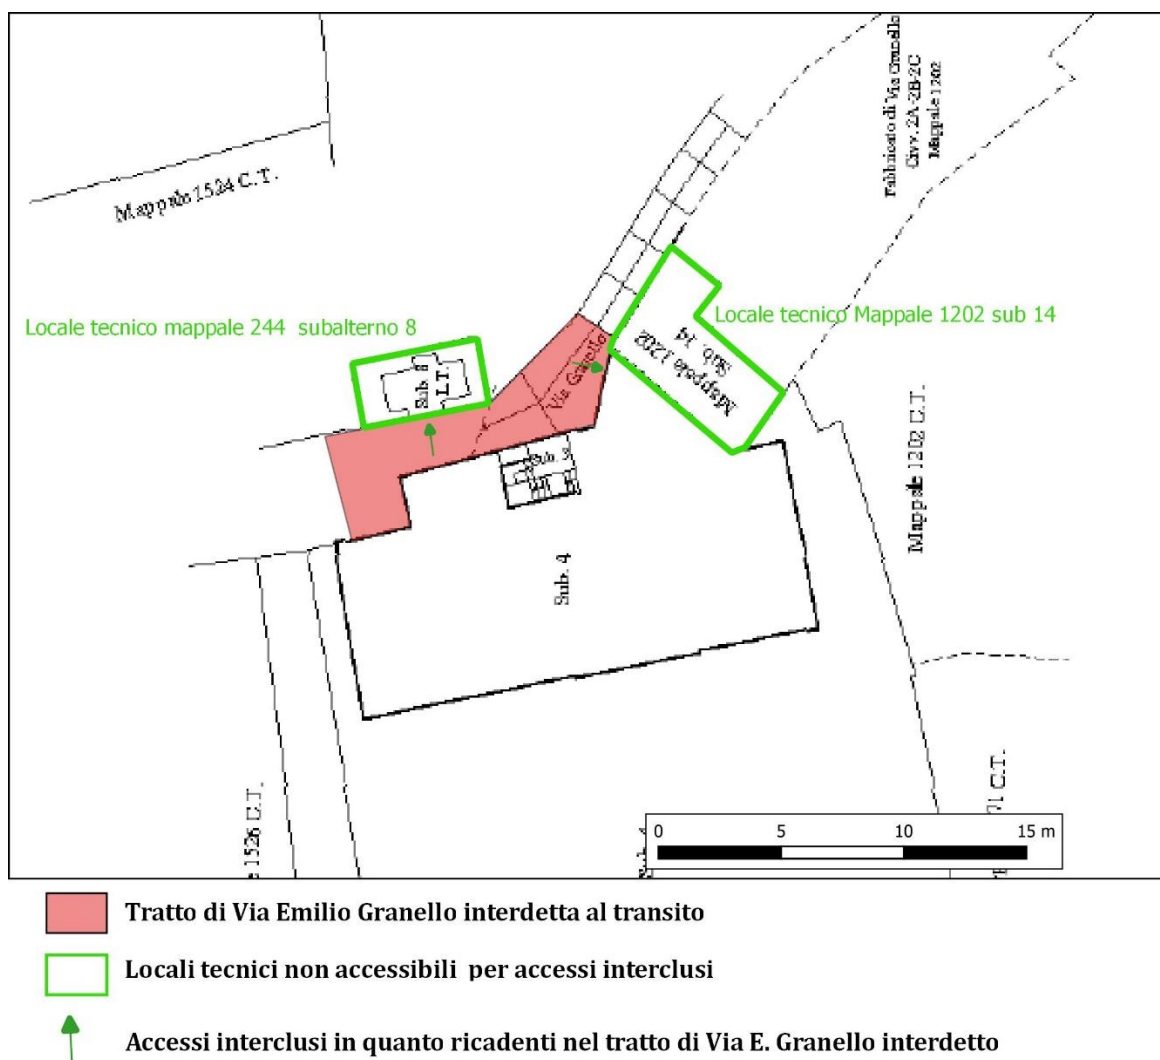 Fabbricato di Via Granello
Civv. 2A-2B-2C
Mappale 1202
Mappale 1524 C.T.
Locale tecnico mappale 244 subalterno 8
Locale tecnico Mappale 1202 sub 14
Sub. 8
L.T.
Via Granello
Mappale 1202
Sub. 14
Sub. 3
Mappale 1202 C.T.
Sub. 4
e 1526 C.T.
71 C.T.
0 5 10 15 m
Tratto di Via Emilio Granello interdetta al transito
Locali tecnici non accessibili per accessi interclusi
Accessi interclusi in quanto ricadenti nel tratto di Via E. Granello interdetto